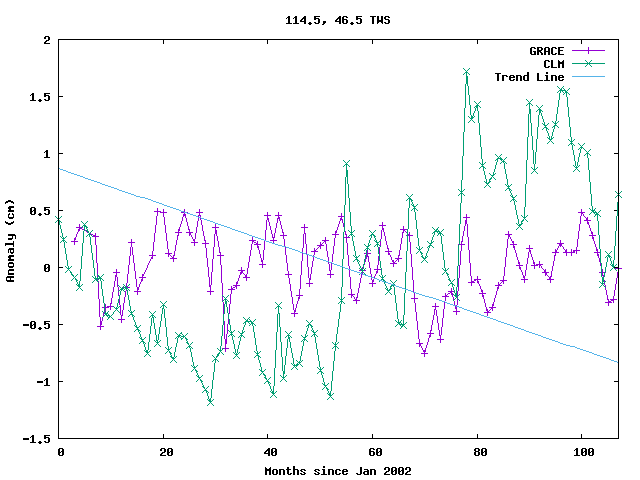 114.5, 46.5 TWS
GRACE
CLM
Trend Line
2
1.5
1
0.5
0
-0.5
-1
-1.5
Anomaly (cm)
0 20 40 60 80 100
Months since Jan 2002